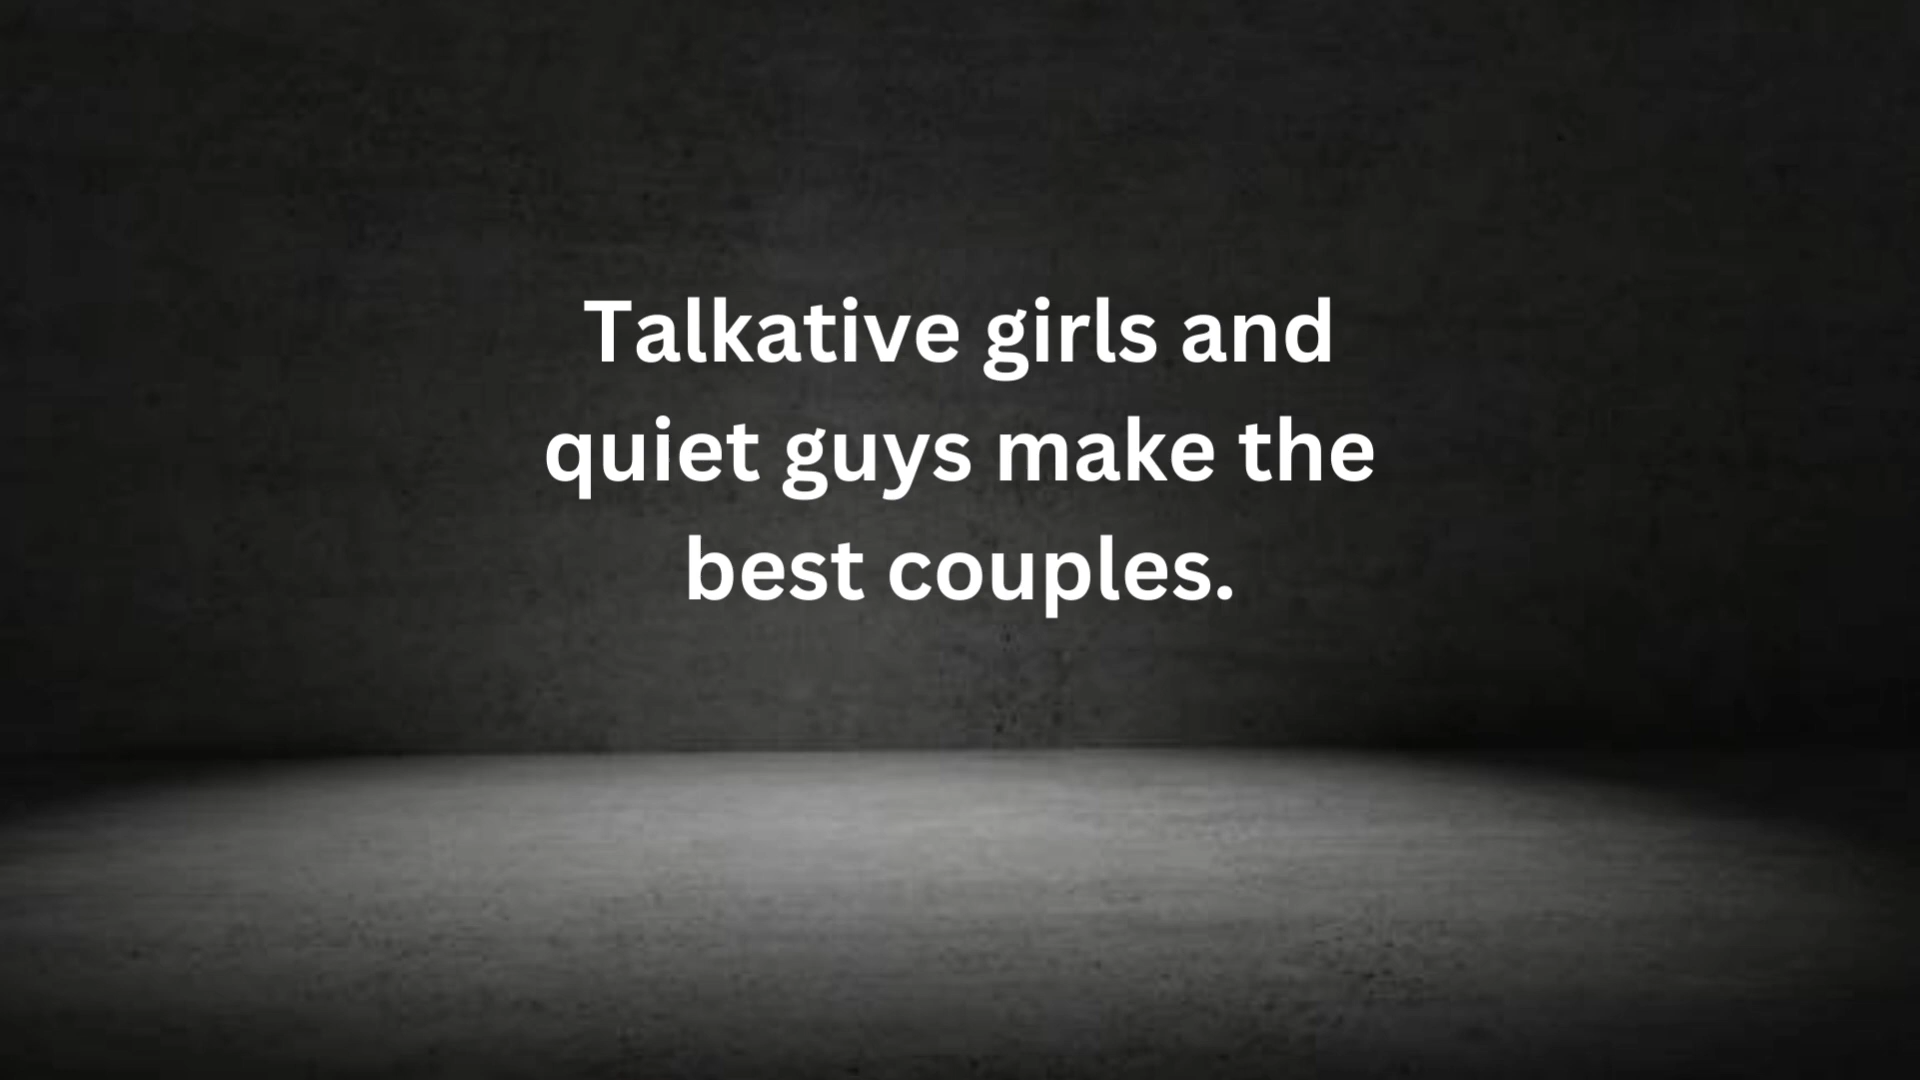 Talkative girls and
quiet guys make the
best couples.